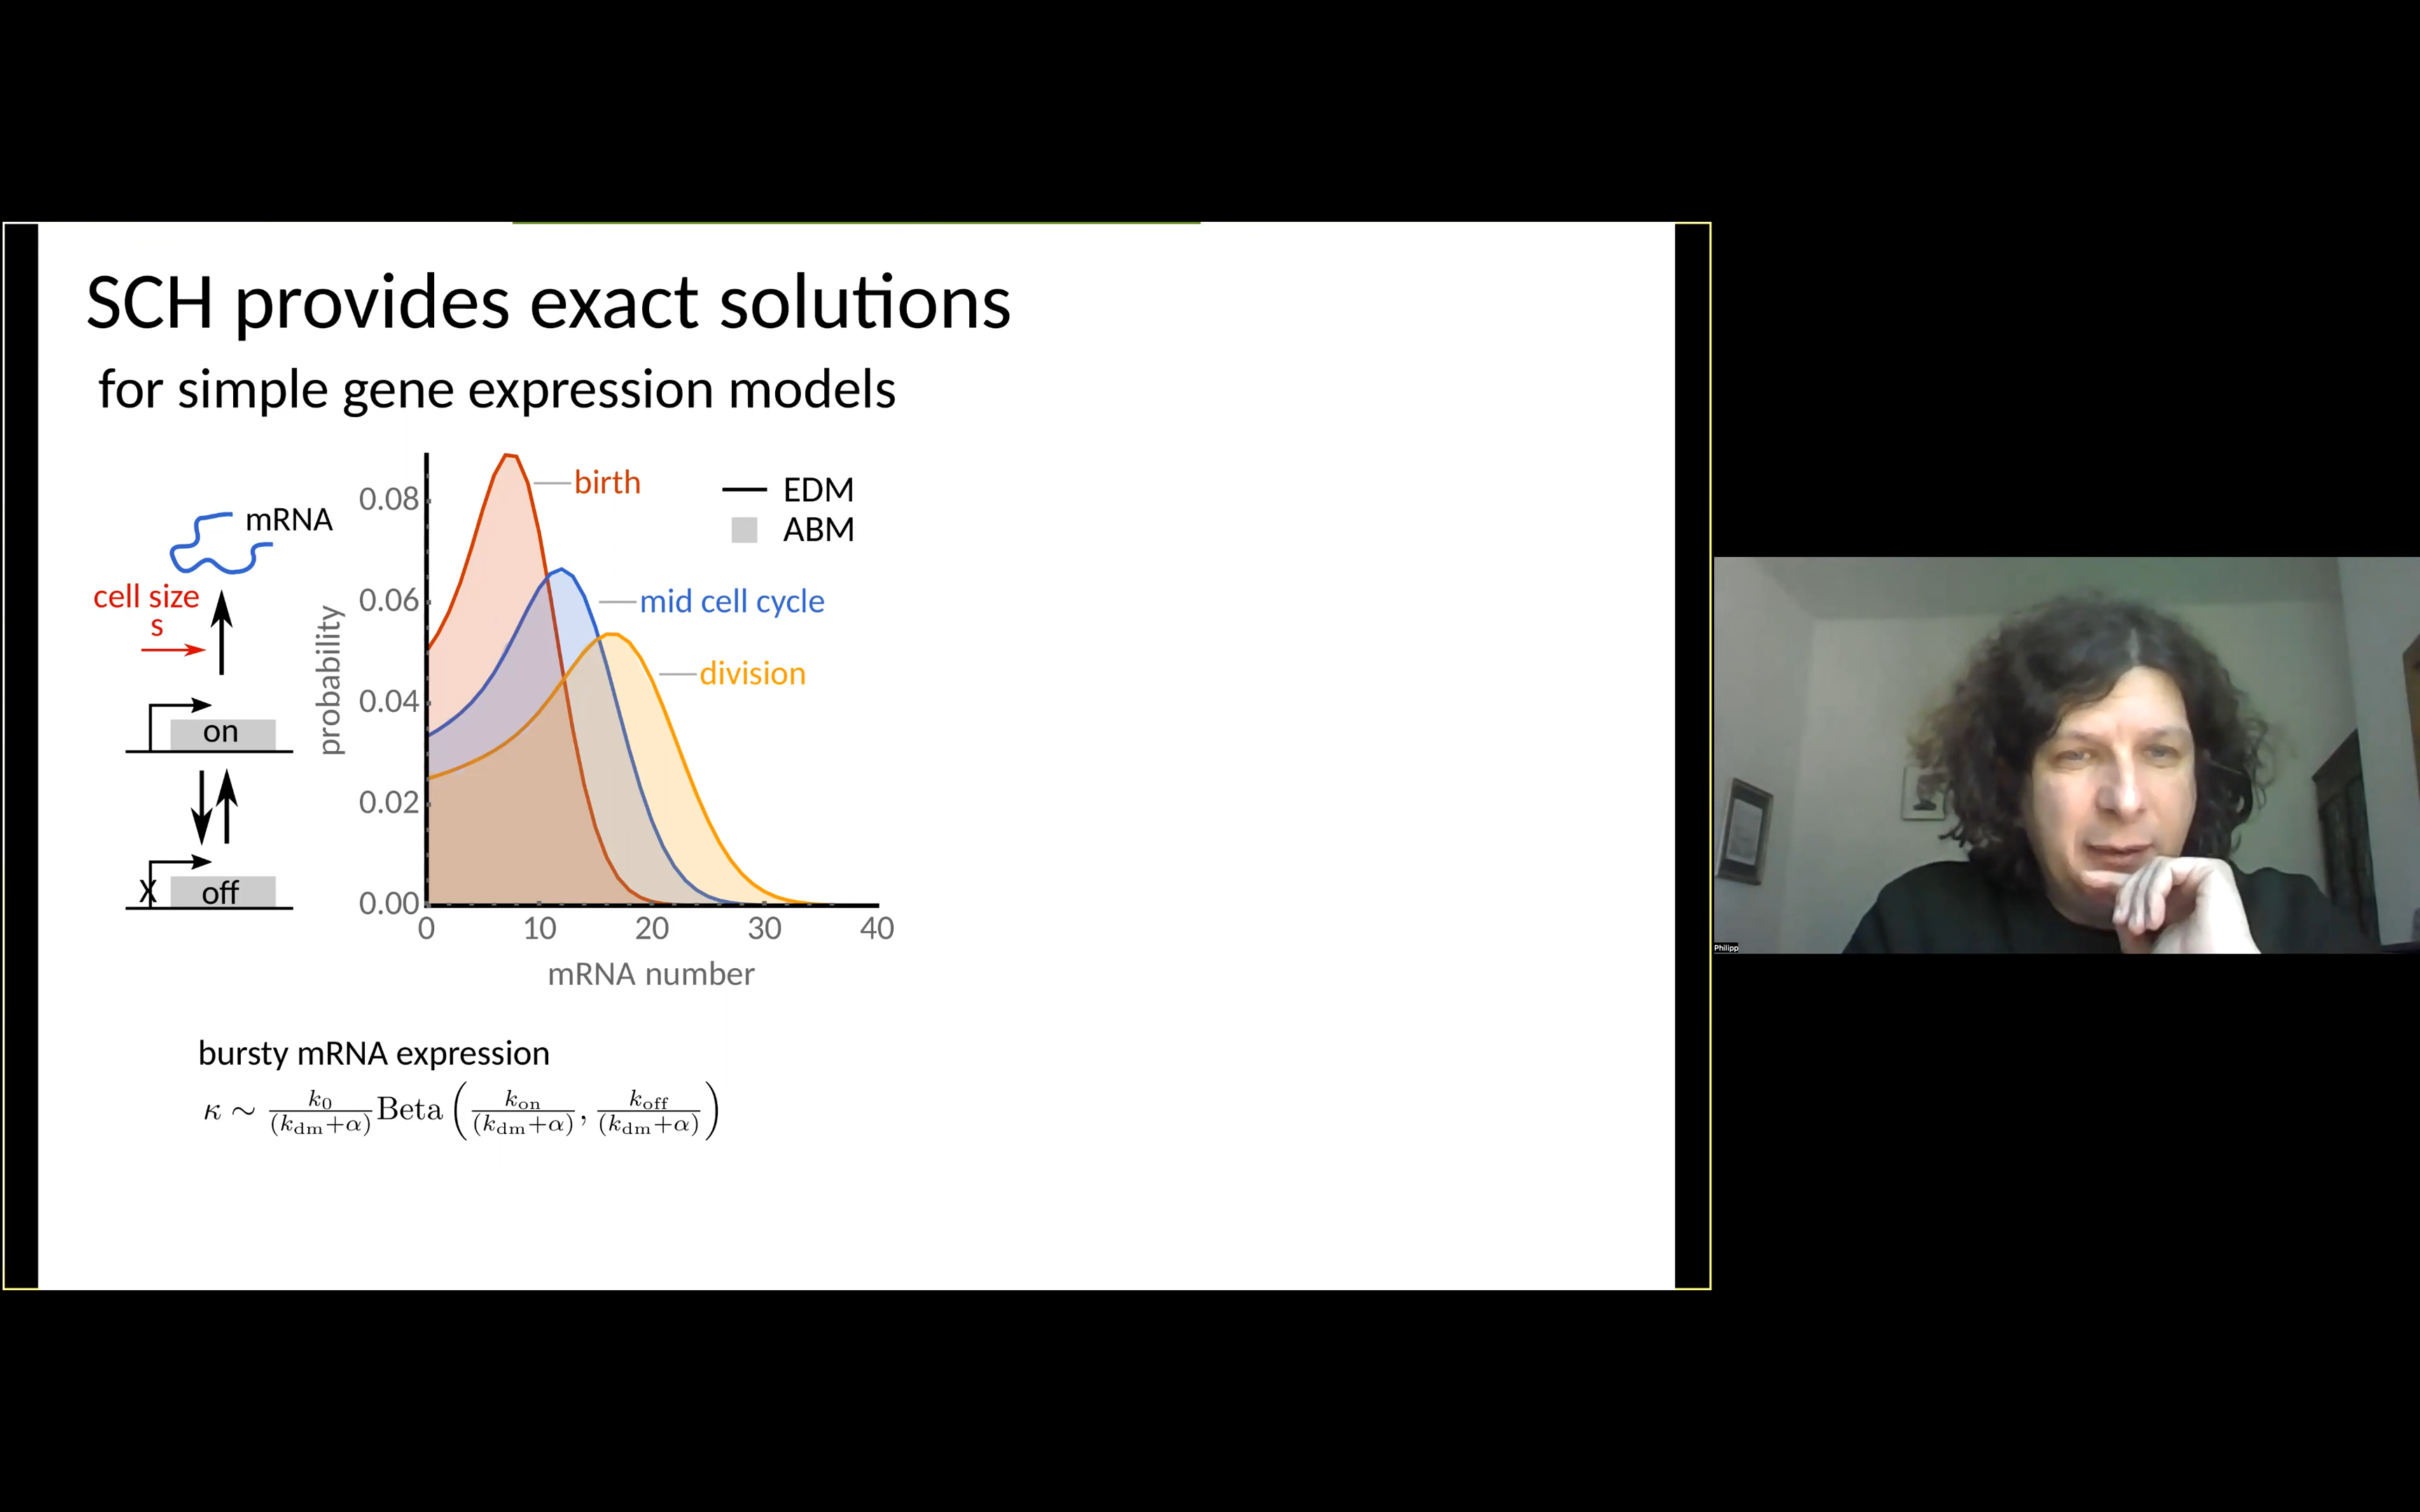 SCH provides exact solutions
for simple gene expression models
mRNA
cell size
s
on
off
X
probability
0.08
0.06
0.04
0.02
0.00
0 10 20 30 40
mRNA number
birth
mid cell cycle
division
EDM
ABM
bursty mRNA expression
κ ∼ k₀/(k_dm+α) Beta(k_on/(k_dm+α), k_off/(k_dm+α))
Philipp